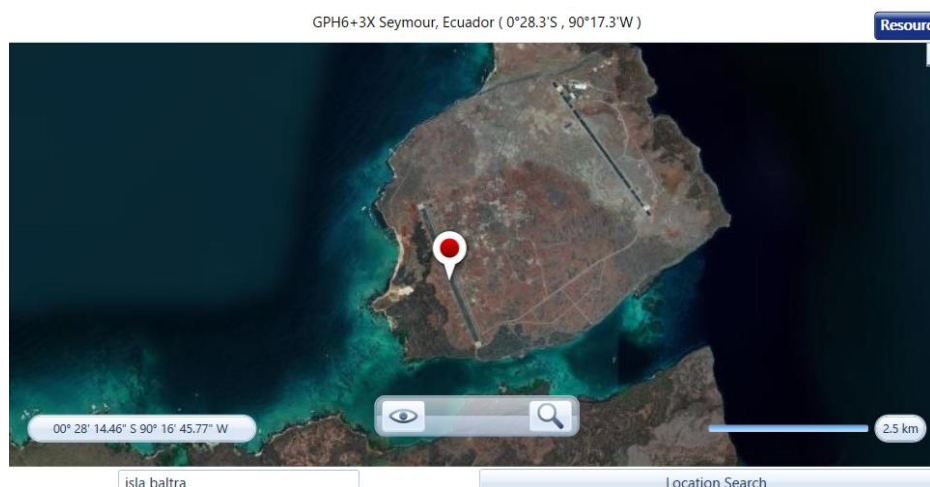 GPH6+3X Seymour, Ecuador ( 0°28.3'S , 90°17.3'W )
00° 28' 14.46" S 90° 16' 45.77" W
2.5 km
isla baltra
Location Search